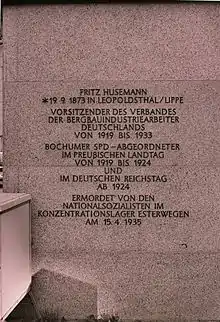 FRITZ HUSEMANN
*19.9.1873 IN LEOPOLDSTHAL/LIPPE
VORSITZENDER DES VERBANDES
DER BERGBAUINDUSTRIEARBEITER
DEUTSCHLANDS
VON 1919 BIS 1933
BOCHUMER SPD-ABGEORDNETER
IM PREUßISCHEN LANDTAG
VON 1919 BIS 1924
UND
IM DEUTSCHEN REICHSTAG
AB 1924
ERMORDET VON DEN
NATIONALSOZIALISTEN IM
KONZENTRATIONSLAGER ESTERWEGEN
AM 15.4.1935